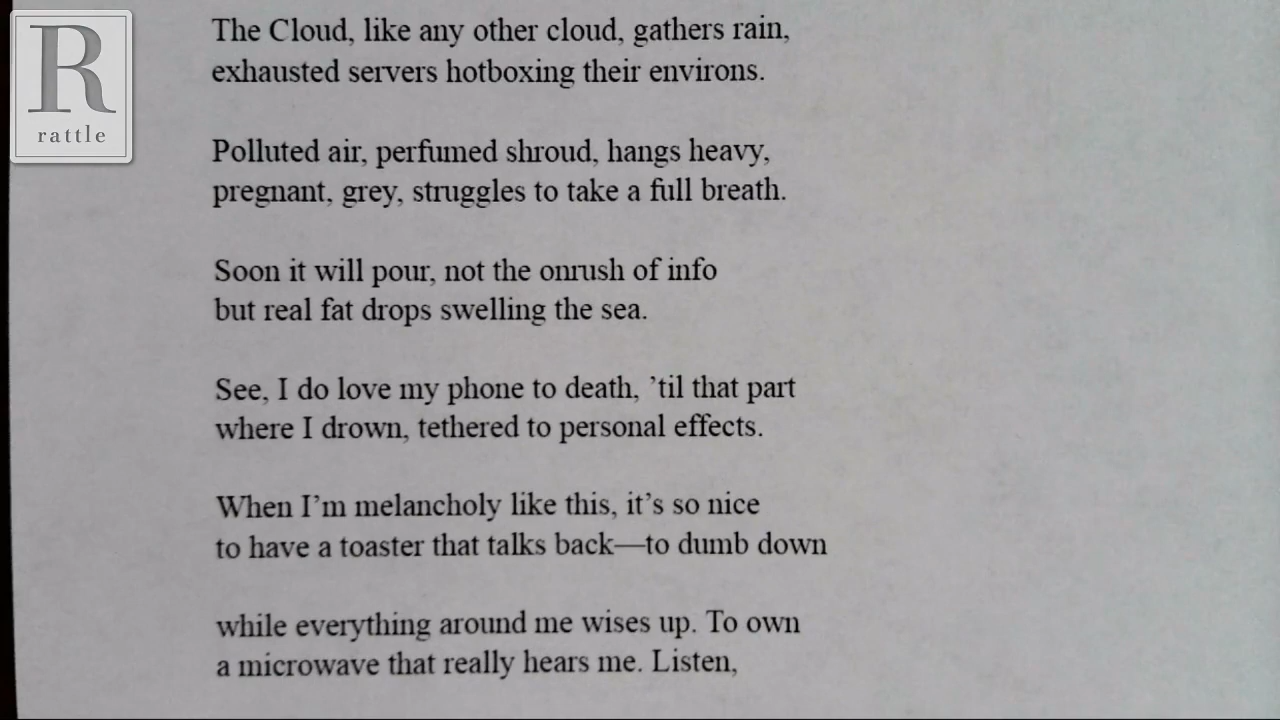 R
rattle
The Cloud, like any other cloud, gathers rain,
exhausted servers hotboxing their environs.
Polluted air, perfumed shroud, hangs heavy,
pregnant, grey, struggles to take a full breath.
Soon it will pour, not the onrush of info
but real fat drops swelling the sea.
See, I do love my phone to death, ’til that part
where I drown, tethered to personal effects.
When I’m melancholy like this, it’s so nice
to have a toaster that talks back—to dumb down
while everything around me wises up. To own
a microwave that really hears me. Listen,